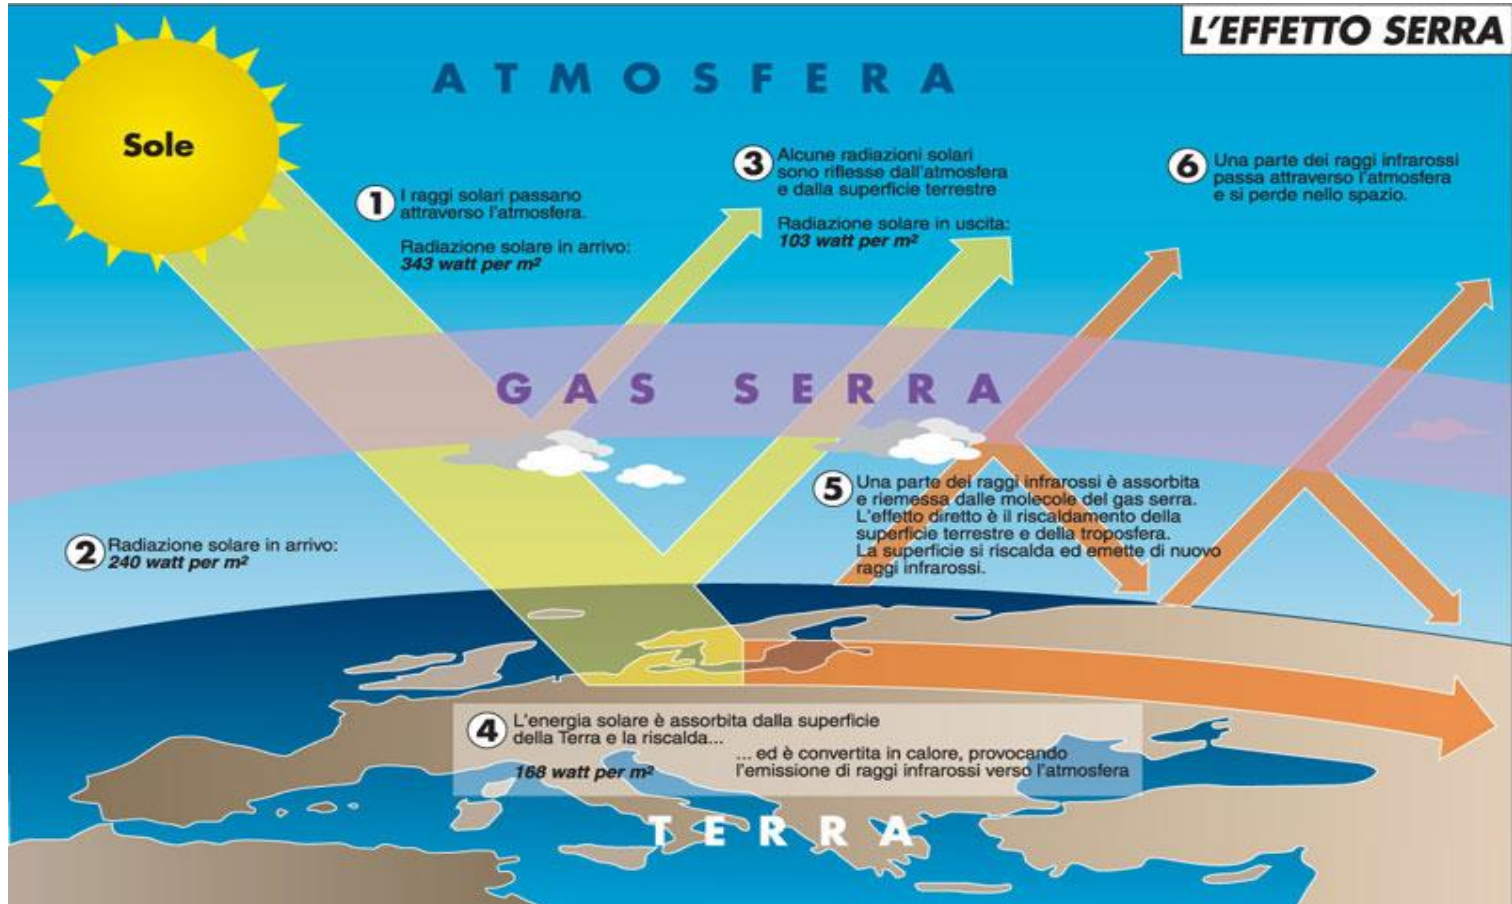 L'EFFETTO SERRA
ATMOSFERA
Sole
1
I raggi solari passano
attraverso l'atmosfera.
Radiazione solare in arrivo:
343 watt per m²
3
Alcune radiazioni solari
sono riflesse dall'atmosfera
e dalla superficie terrestre
Radiazione solare in uscita:
103 watt per m²
6
Una parte dei raggi infrarossi
passa attraverso l'atmosfera
e si perde nello spazio.
GAS SERRA
2
Radiazione solare in arrivo:
240 watt per m²
5
Una parte dei raggi infrarossi è assorbita
e riemessa dalle molecole del gas serra.
L'effetto diretto è il riscaldamento della
superficie terrestre e della troposfera.
La superficie si riscalda ed emette di nuovo
raggi infrarossi.
4
L'energia solare è assorbita dalla superficie
della Terra e la riscalda...
168 watt per m²
... ed è convertita in calore, provocando
l'emissione di raggi infrarossi verso l'atmosfera
TERRA